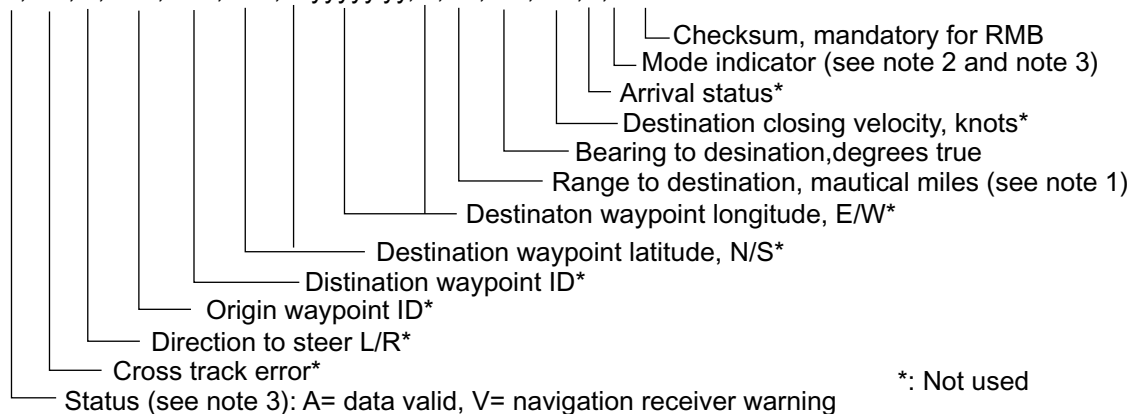 Checksum, mandatory for RMB
Mode indicator (see note 2 and note 3)
Arrival status*
Destination closing velocity, knots*
Bearing to desination,degrees true
Range to destination, mautical miles (see note 1)
Destinaton waypoint longitude, E/W*
Destination waypoint latitude, N/S*
Distination waypoint ID*
Origin waypoint ID*
Direction to steer L/R*
Cross track error*
*: Not used
Status (see note 3): A= data valid, V= navigation receiver warning